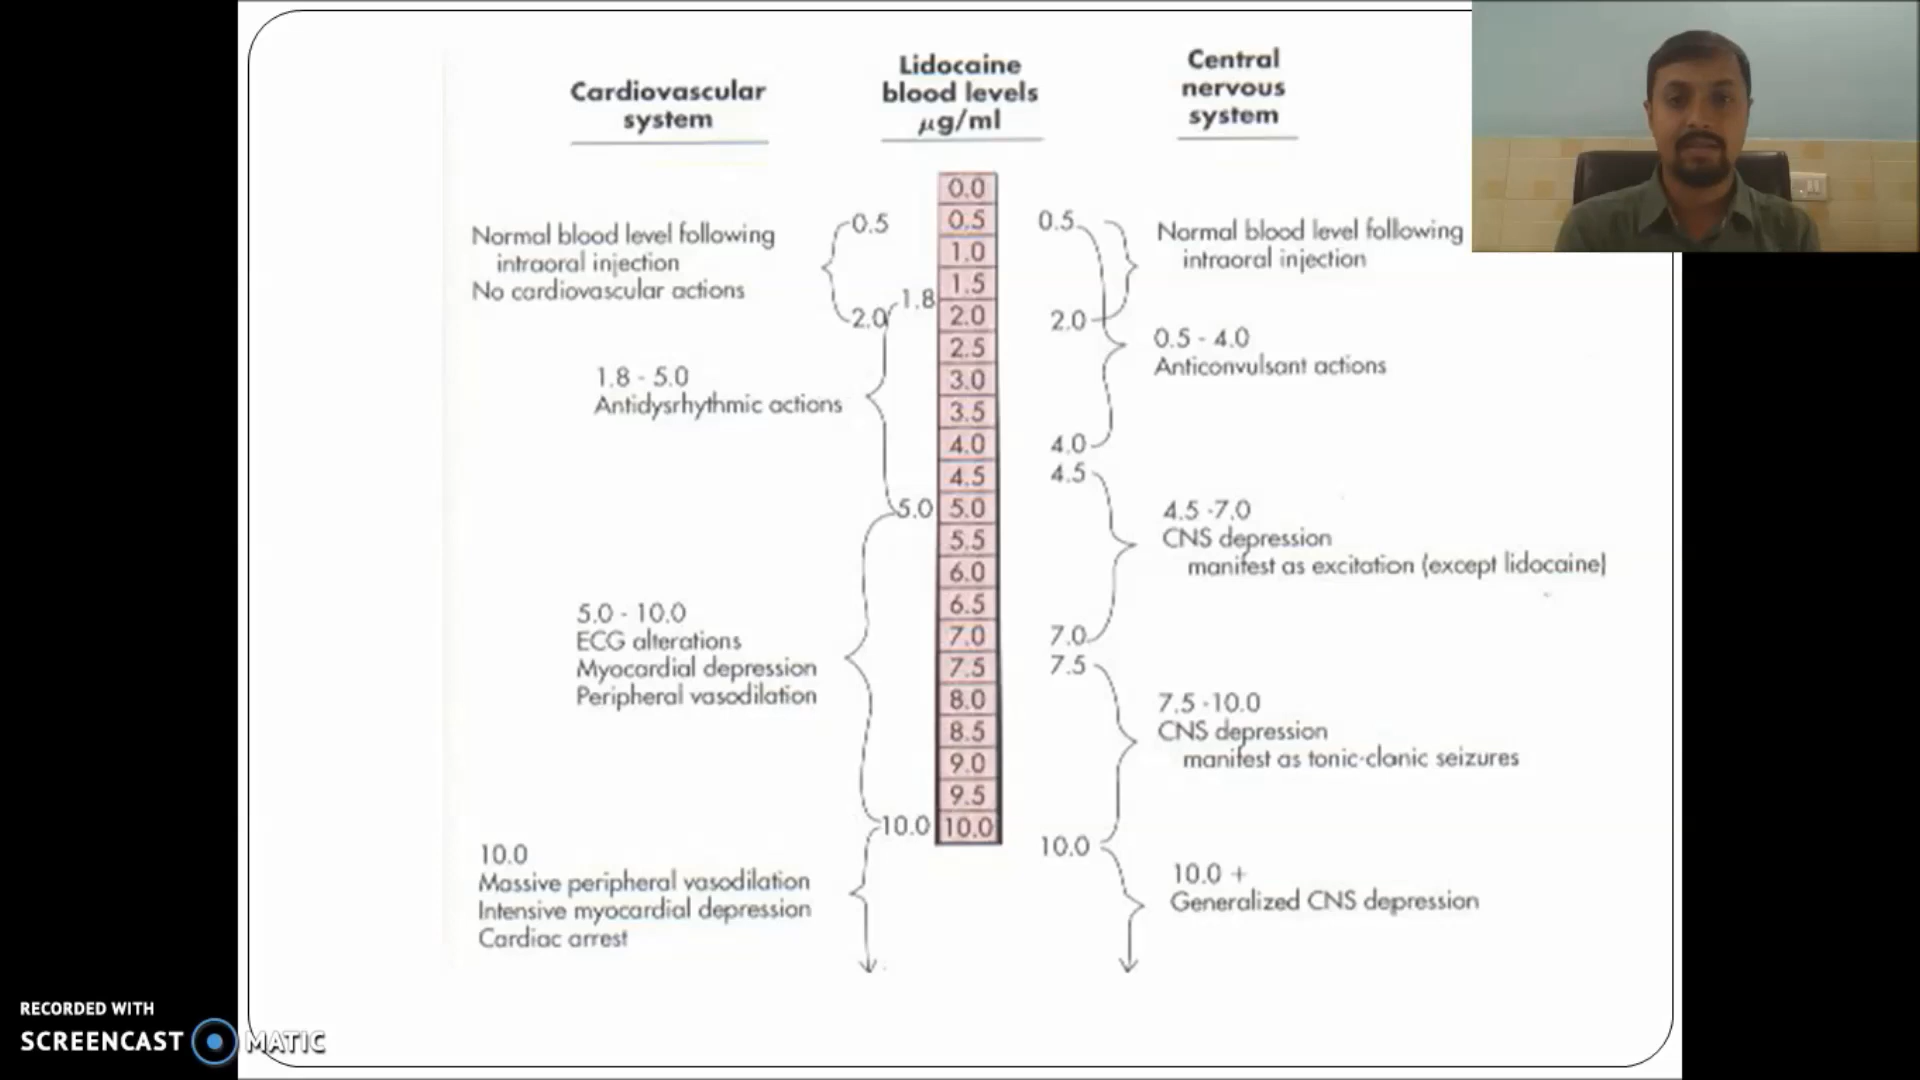 Cardiovascular
system
Lidocaine
blood levels
μg/ml
Central
nervous
system
Normal blood level following
intraoral injection
No cardiovascular actions
0.5
2.0
1.8 - 5.0
Antidysrhythmic actions
1.8
5.0
5.0 - 10.0
ECG alterations
Myocardial depression
Peripheral vasodilation
10.0
10.0
Massive peripheral vasodilation
Intensive myocardial depression
Cardiac arrest
0.0
0.5
1.0
1.5
2.0
2.5
3.0
3.5
4.0
4.5
5.0
5.5
6.0
6.5
7.0
7.5
8.0
8.5
9.0
9.5
10.0
0.5
2.0
4.0
4.5
7.0
7.5
10.0
Normal blood level following
intraoral injection
0.5 - 4.0
Anticonvulsant actions
4.5 -7.0
CNS depression
manifest as excitation (except lidocaine)
7.5 -10.0
CNS depression
manifest as tonic-clonic seizures
10.0 +
Generalized CNS depression
RECORDED WITH
SCREENCAST MATIC